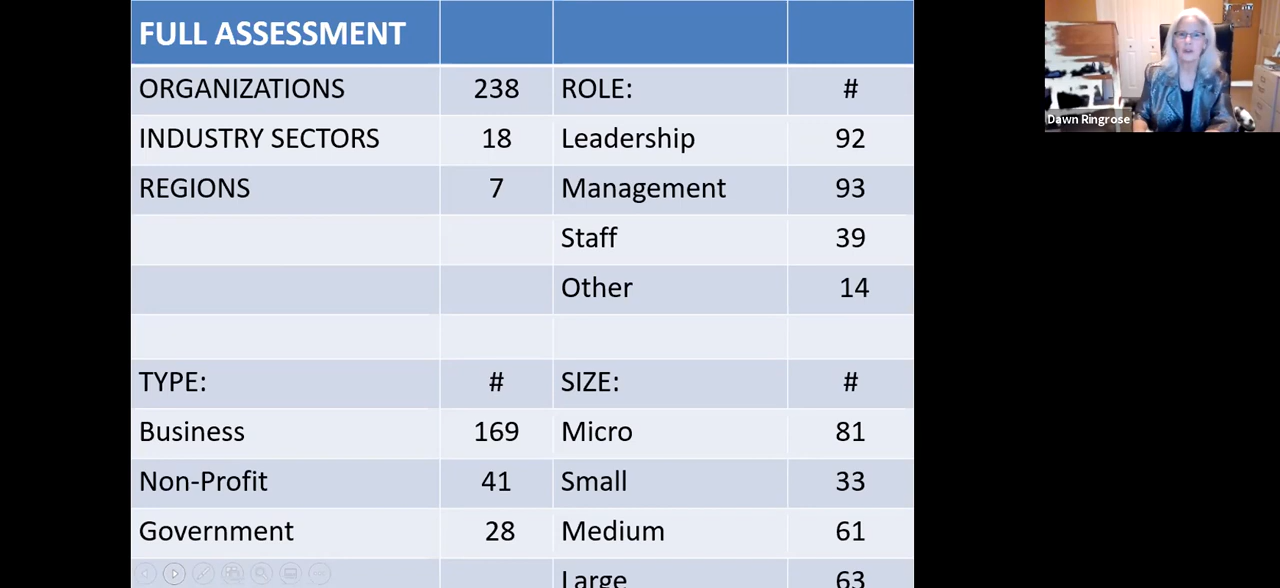 FULL ASSESSMENT
ORGANIZATIONS 238 ROLE: #
INDUSTRY SECTORS 18 Leadership 92
REGIONS 7 Management 93
Staff 39
Other 14
TYPE: # SIZE: #
Business 169 Micro 81
Non-Profit 41 Small 33
Government 28 Medium 61
Large 63
Dawn Ringrose